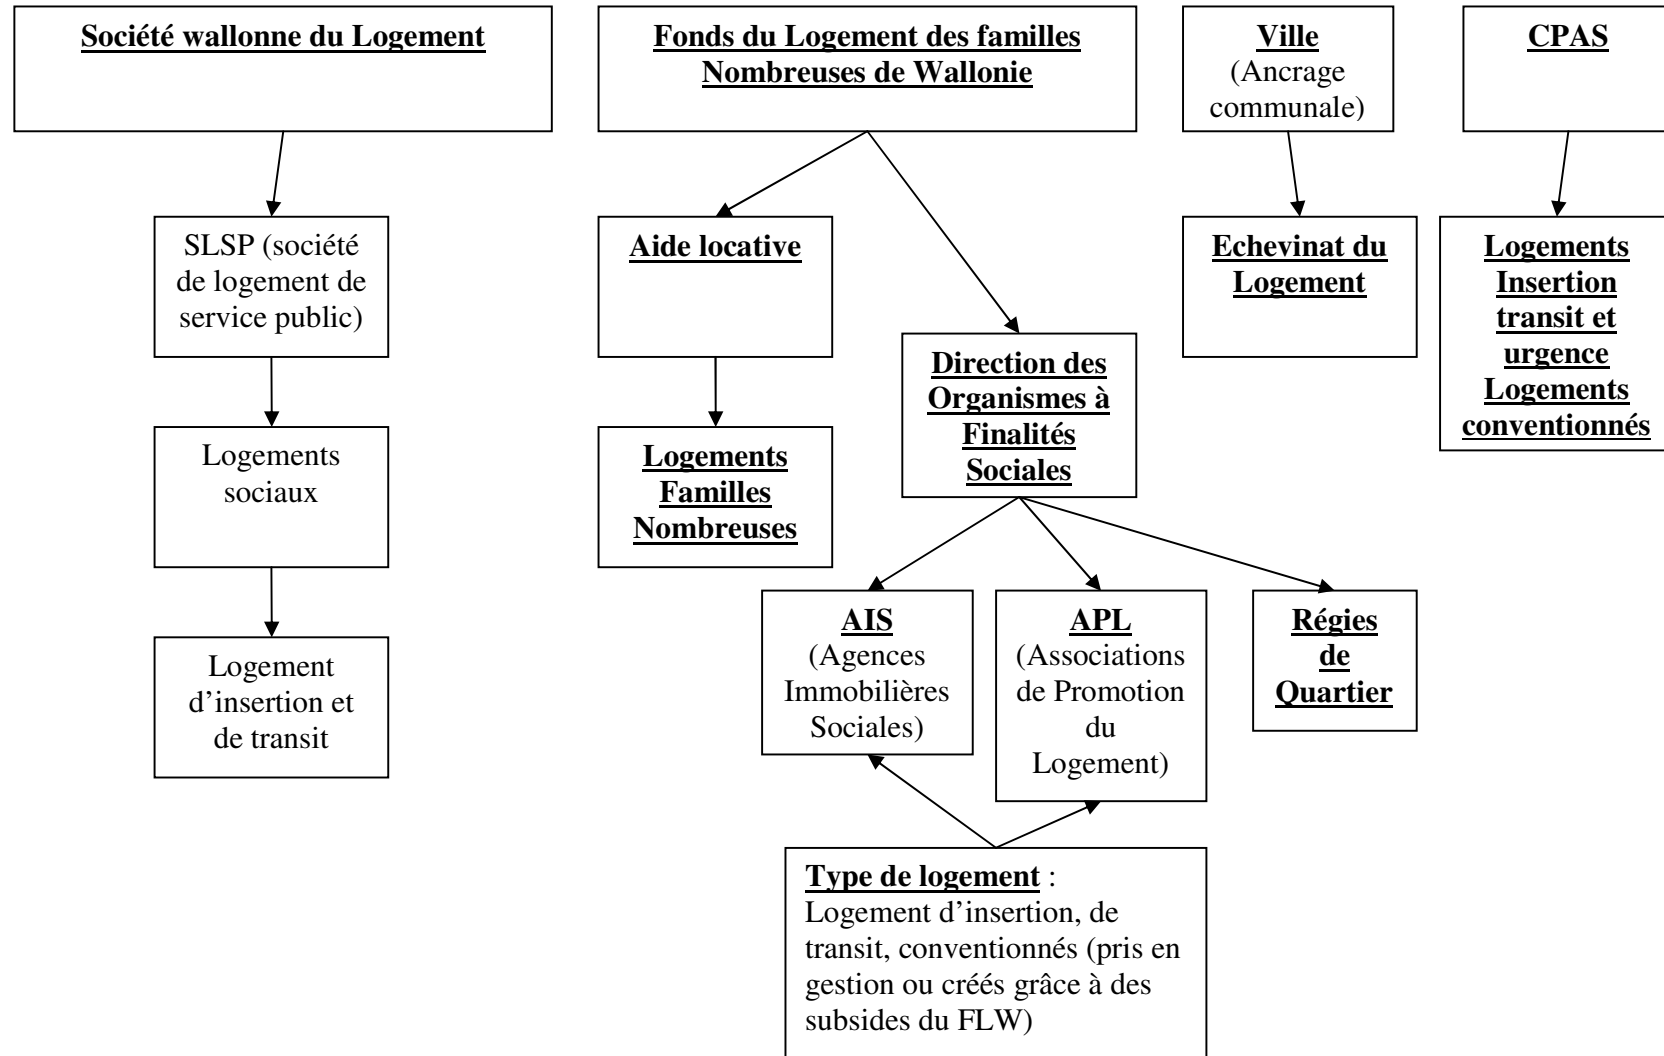 Société wallonne du Logement
Fonds du Logement des familles
Nombreuses de Wallonie
Ville
(Ancrage
communale)
CPAS
SLSP (société
de logement de
service public)
Aide locative
Echevinat du
Logement
Logements
Insertion
transit et
urgence
Logements
conventionnés
Direction des
Organismes à
Finalités
Sociales
Logements
sociaux
Logements
Familles
Nombreuses
AIS
(Agences
Immobilières
Sociales)
APL
(Associations
de Promotion
du
Logement)
Régies
de
Quartier
Logement
d’insertion et
de transit
Type de logement :
Logement d’insertion, de
transit, conventionnés (pris en
gestion ou créés grâce à des
subsides du FLW)